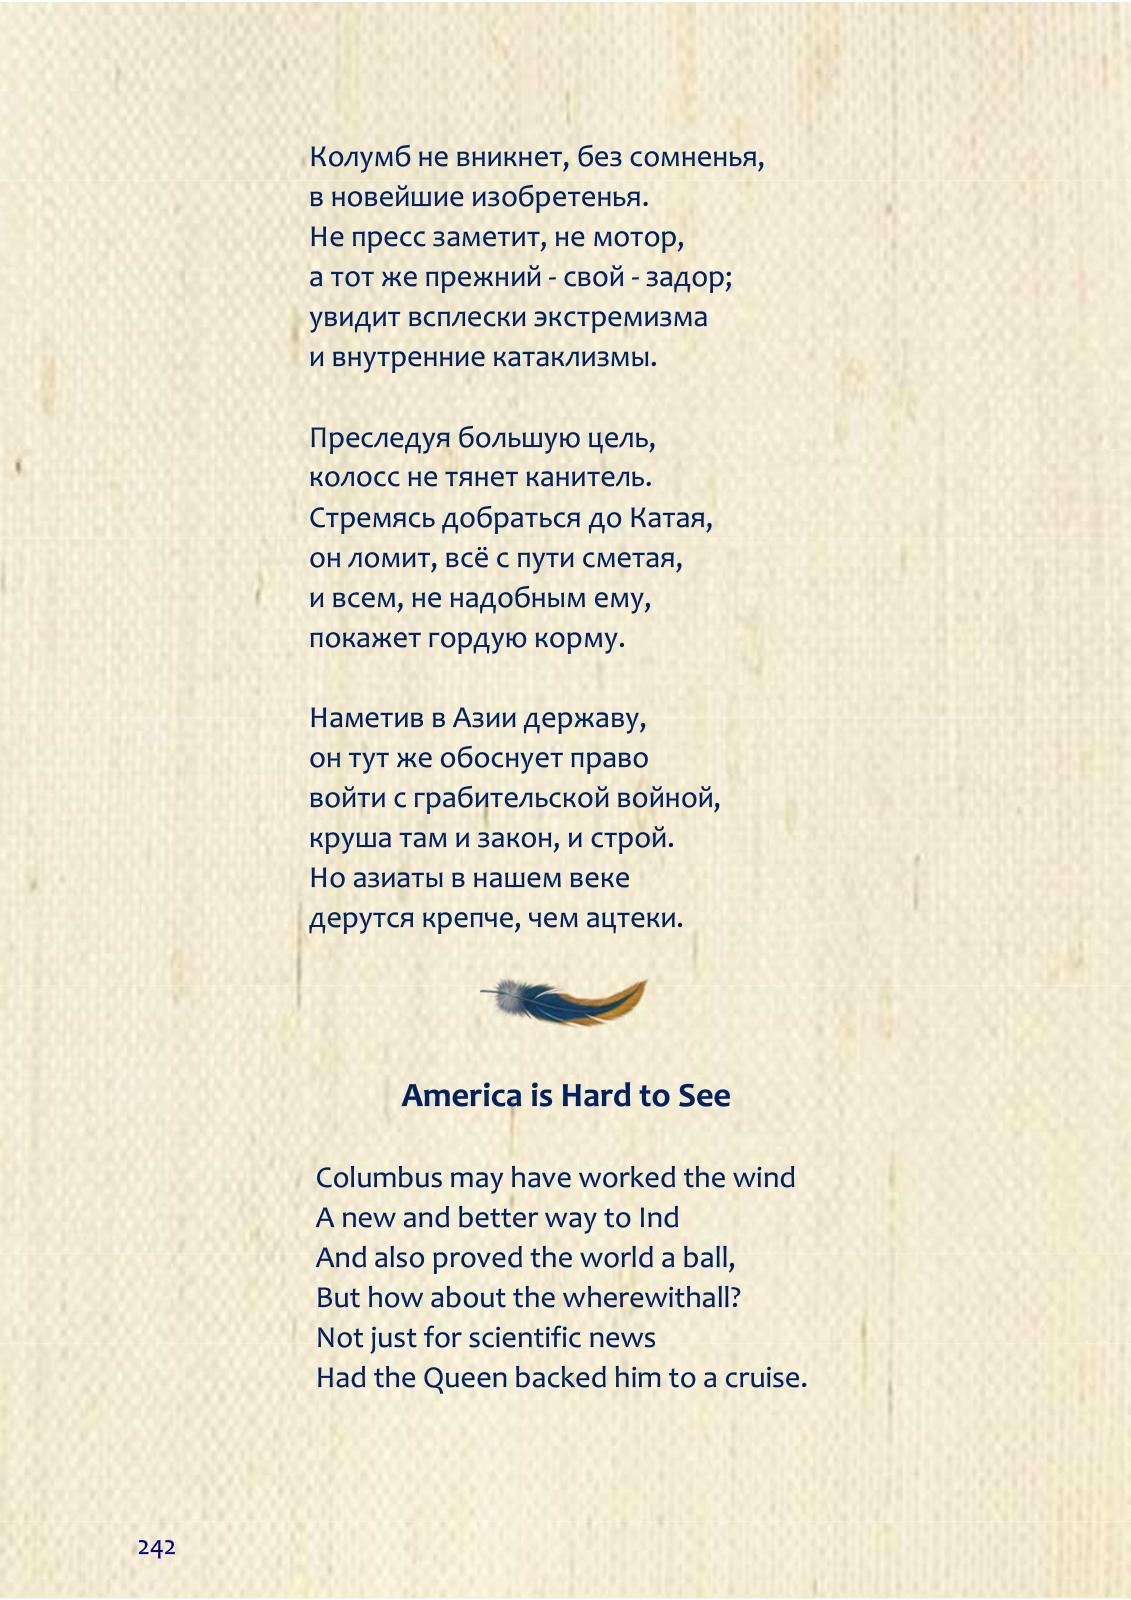 Колумб не вникнет, без сомненья,
в новейшие изобретенья.
Не пресс заметит, не мотор,
а тот же прежний - свой - задор;
увидит всплески экстремизма
и внутренние катаклизмы.
Преследуя большую цель,
колосс не тянет канитель.
Стремясь добраться до Катая,
он ломит, всё с пути сметая,
и всем, не надобным ему,
покажет гордую корму.
Наметив в Азии державу,
он тут же обоснует право
войти с грабительской войной,
круша там и закон, и строй.
Но азиаты в нашем веке
дерутся крепче, чем ацтеки.
America is Hard to See
Columbus may have worked the wind
A new and better way to Ind
And also proved the world a ball,
But how about the wherewithall?
Not just for scientific news
Had the Queen backed him to a cruise.
242